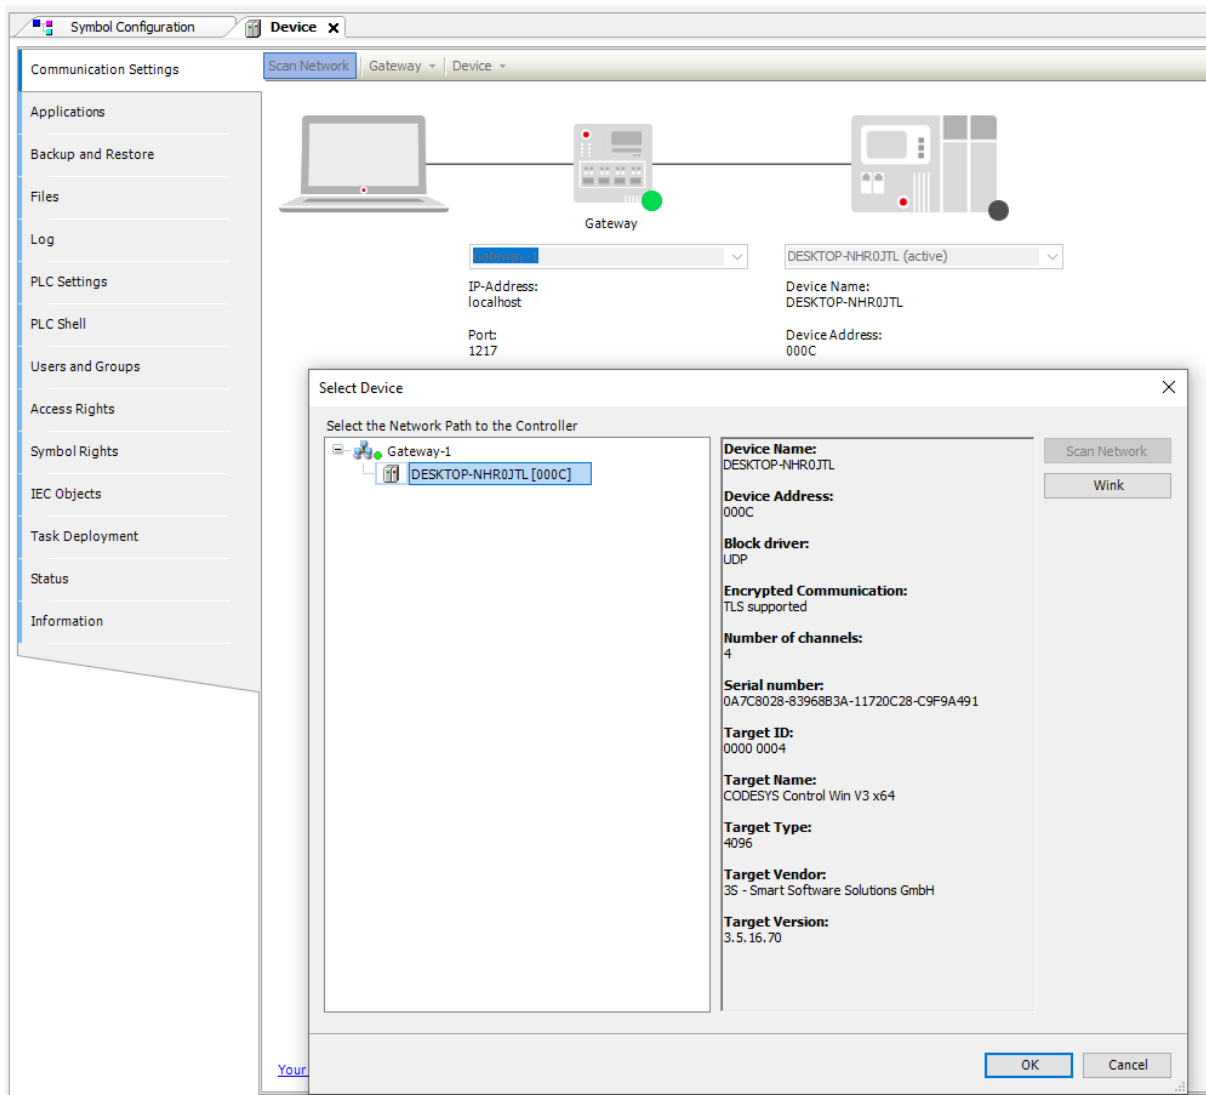 Symbol Configuration
Device
Communication Settings
Applications
Backup and Restore
Files
Log
PLC Settings
PLC Shell
Users and Groups
Access Rights
Symbol Rights
IEC Objects
Task Deployment
Status
Information
Scan Network
Gateway
Device
Gateway
Gateway-1
DESKTOP-NHR0JTL (active)
IP-Address:
localhost
Port:
1217
Device Name:
DESKTOP-NHR0JTL
Device Address:
000C
Select Device
Select the Network Path to the Controller
Gateway-1
DESKTOP-NHR0JTL [000C]
Device Name:
DESKTOP-NHR0JTL
Device Address:
000C
Block driver:
UDP
Encrypted Communication:
TLS supported
Number of channels:
4
Serial number:
0A7C8028-83968B3A-11720C28-C9F9A491
Target ID:
0000 0004
Target Name:
CODESYS Control Win V3 x64
Target Type:
4096
Target Vendor:
3S - Smart Software Solutions GmbH
Target Version:
3.5.16.70
Scan Network
Wink
OK
Cancel
Your